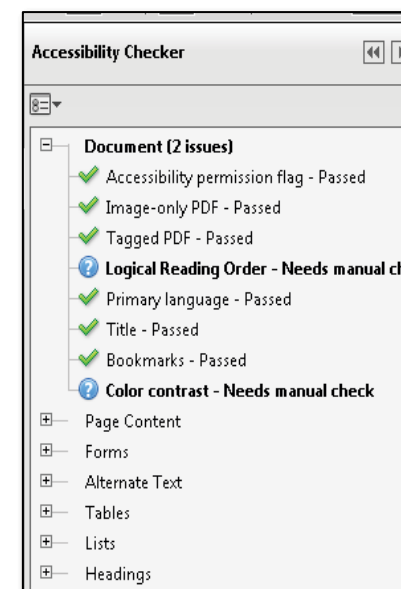 Accessibility Checker
Document (2 issues)
Accessibility permission flag - Passed
Image-only PDF - Passed
Tagged PDF - Passed
Logical Reading Order - Needs manual
Primary language - Passed
Title - Passed
Bookmarks - Passed
Color contrast - Needs manual check
Page Content
Forms
Alternate Text
Tables
Lists
Headings